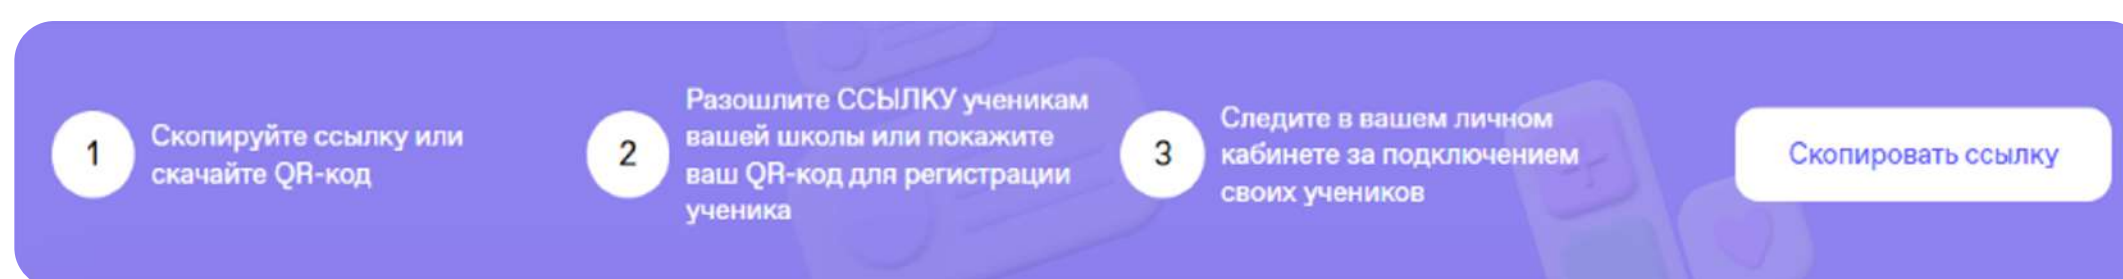 1
Скопируйте ссылку или
скачайте QR-код
2
Разошлите ССЫЛКУ ученикам
вашей школы или покажите
ваш QR-код для регистрации
ученика
3
Следите в вашем личном
кабинете за подключением
своих учеников
Скопировать ссылку